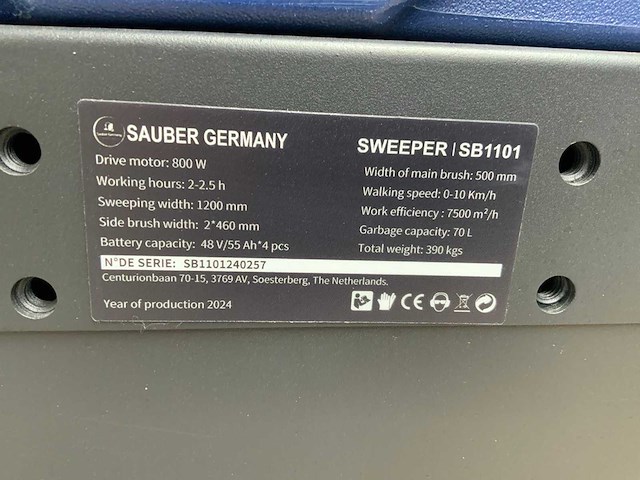 SAUBER GERMANY
Drive motor: 800 W
Working hours: 2-2.5 h
Sweeping width: 1200 mm
Side brush width: 2*460 mm
Battery capacity: 48 V/55 Ah*4 pcs
SWEEPER | SB1101
Width of main brush: 500 mm
Walking speed: 0-10 Km/h
Work efficiency : 7500 m²/h
Garbage capacity: 70 L
Total weight: 390 kgs
N°DE SERIE: SB1101240257
Centurionbaan 70-15, 3769 AV, Soesterberg, The Netherlands.
Year of production 2024
CE